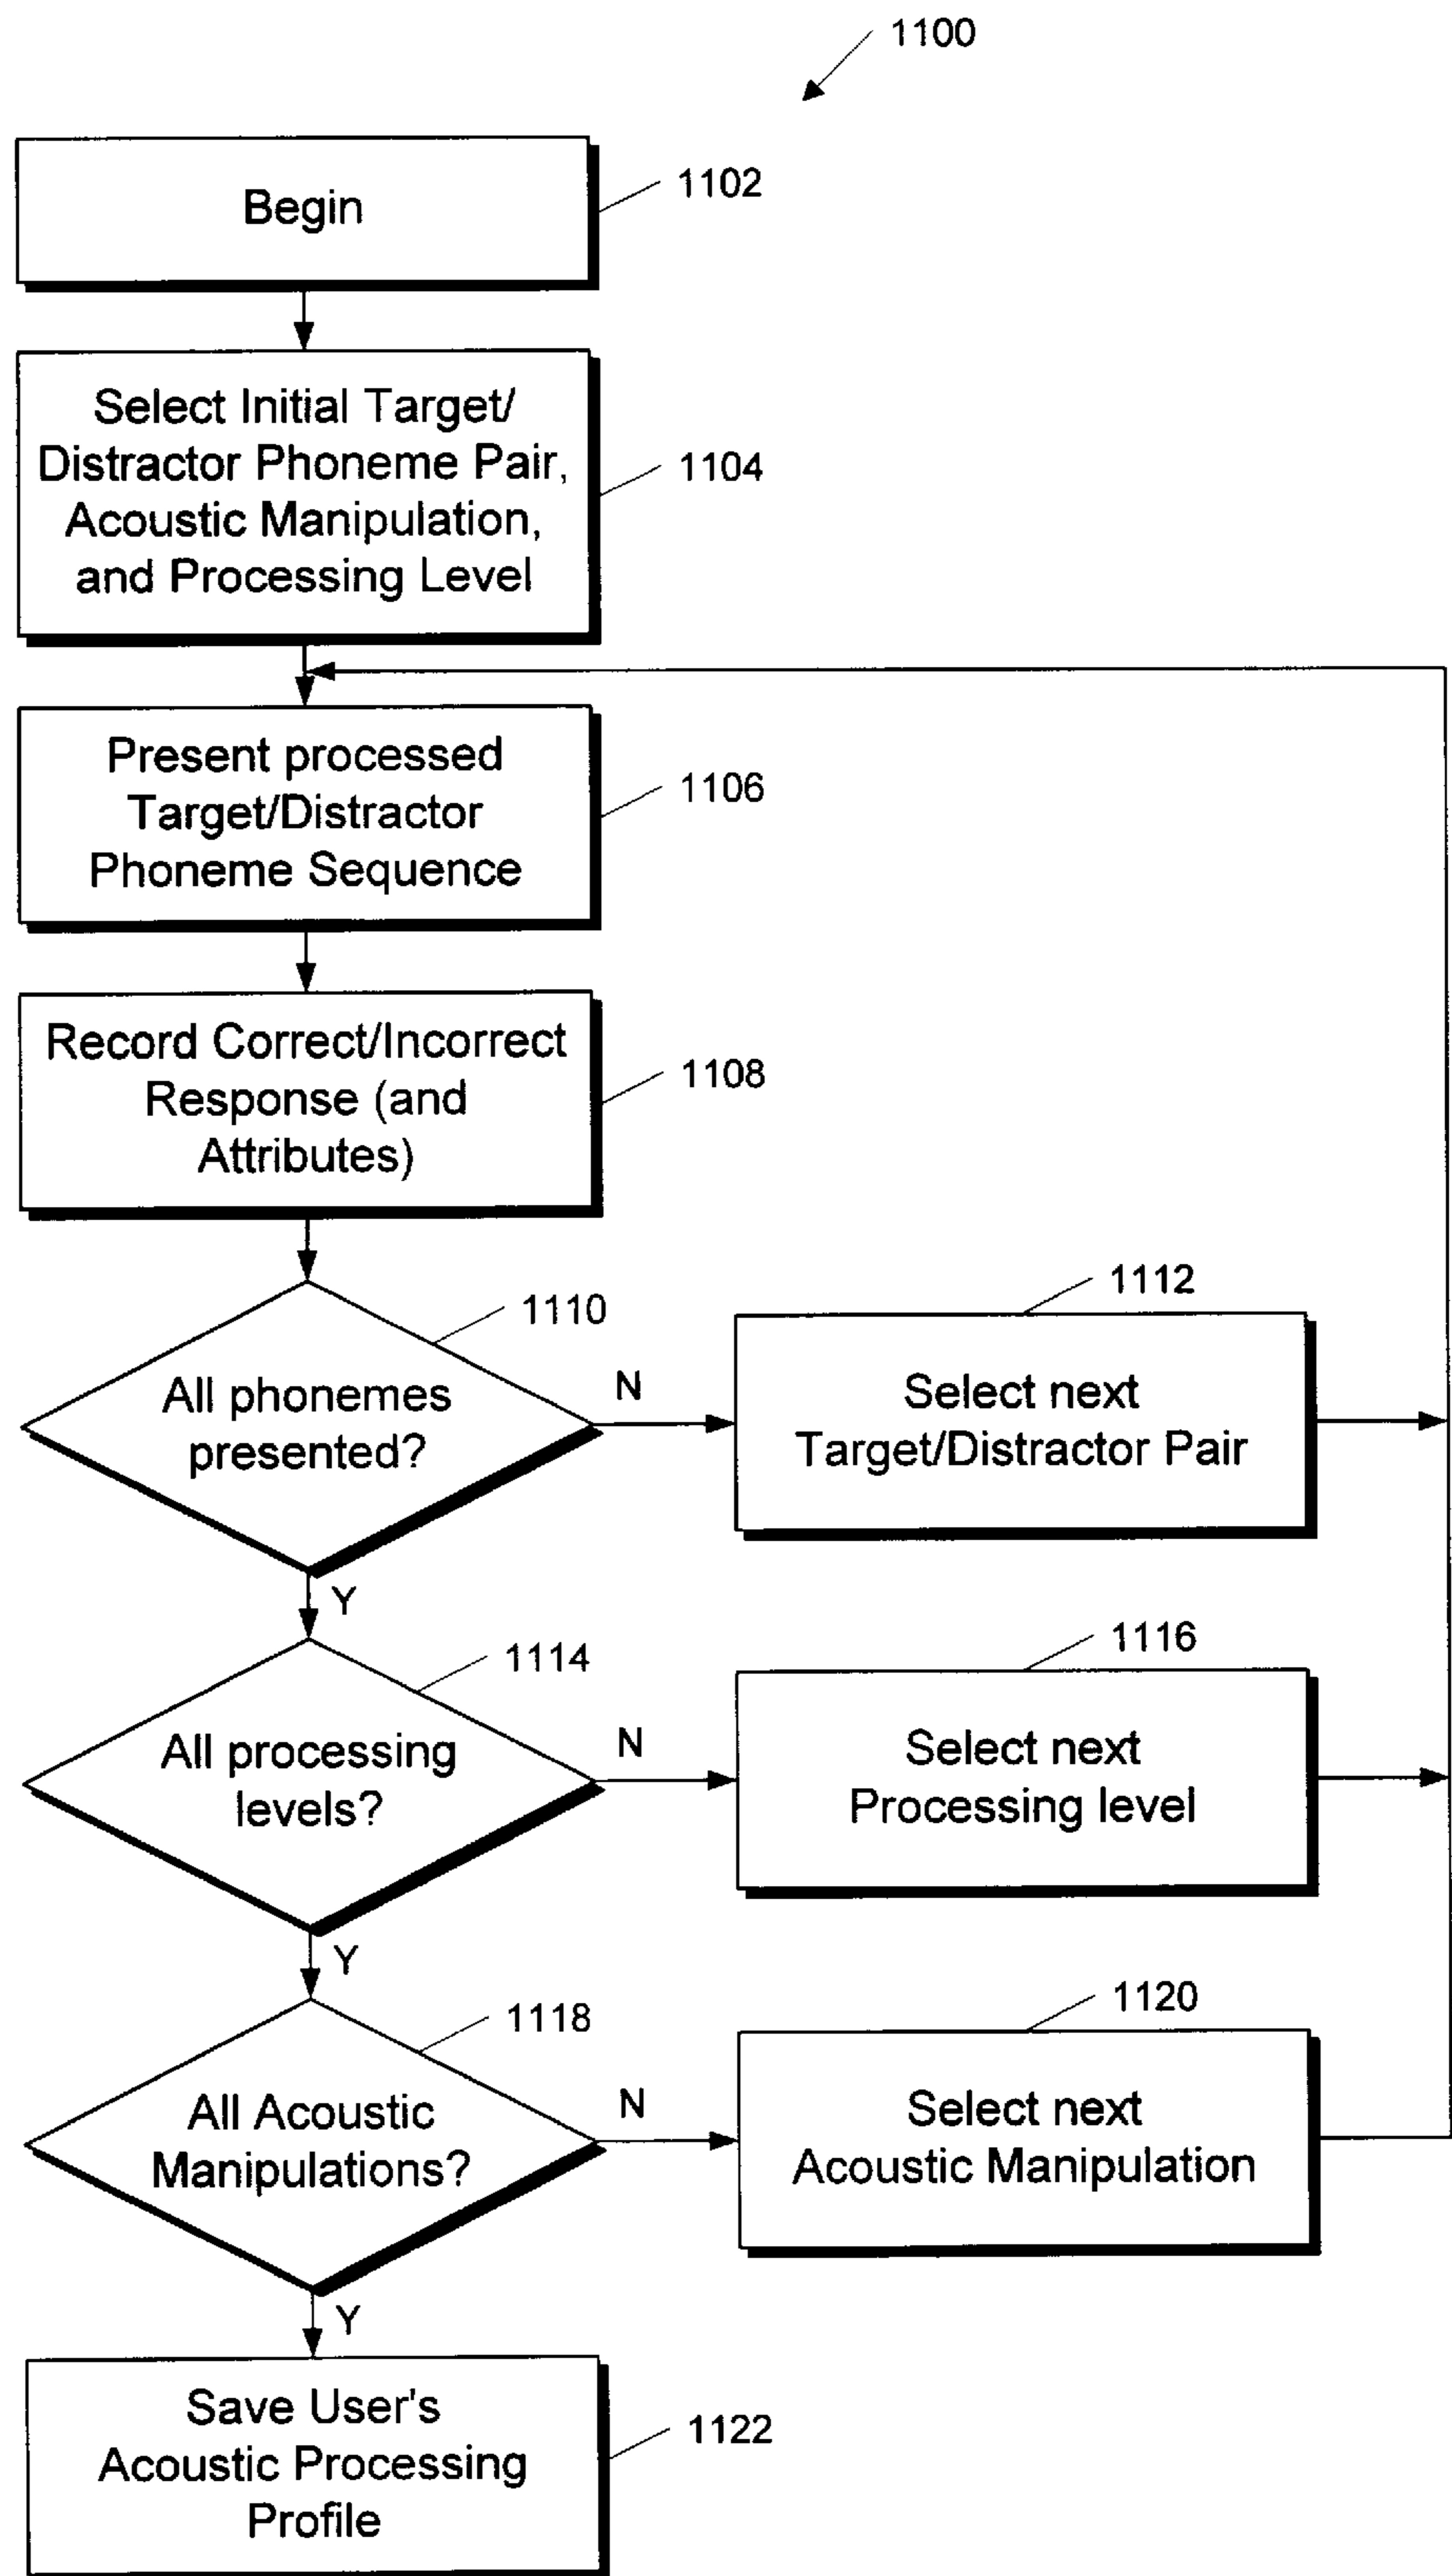 1100
Begin
1102
Select Initial Target/
Distractor Phoneme Pair,
Acoustic Manipulation,
and Processing Level
1104
Present processed
Target/Distractor
Phoneme Sequence
1106
Record Correct/Incorrect
Response (and
Attributes)
1108
All phonemes
presented?
1110
N
Select next
Target/Distractor Pair
1112
Y
All processing
levels?
1114
N
Select next
Processing level
1116
Y
All Acoustic
Manipulations?
1118
N
Select next
Acoustic Manipulation
1120
Y
Save User's
Acoustic Processing
Profile
1122